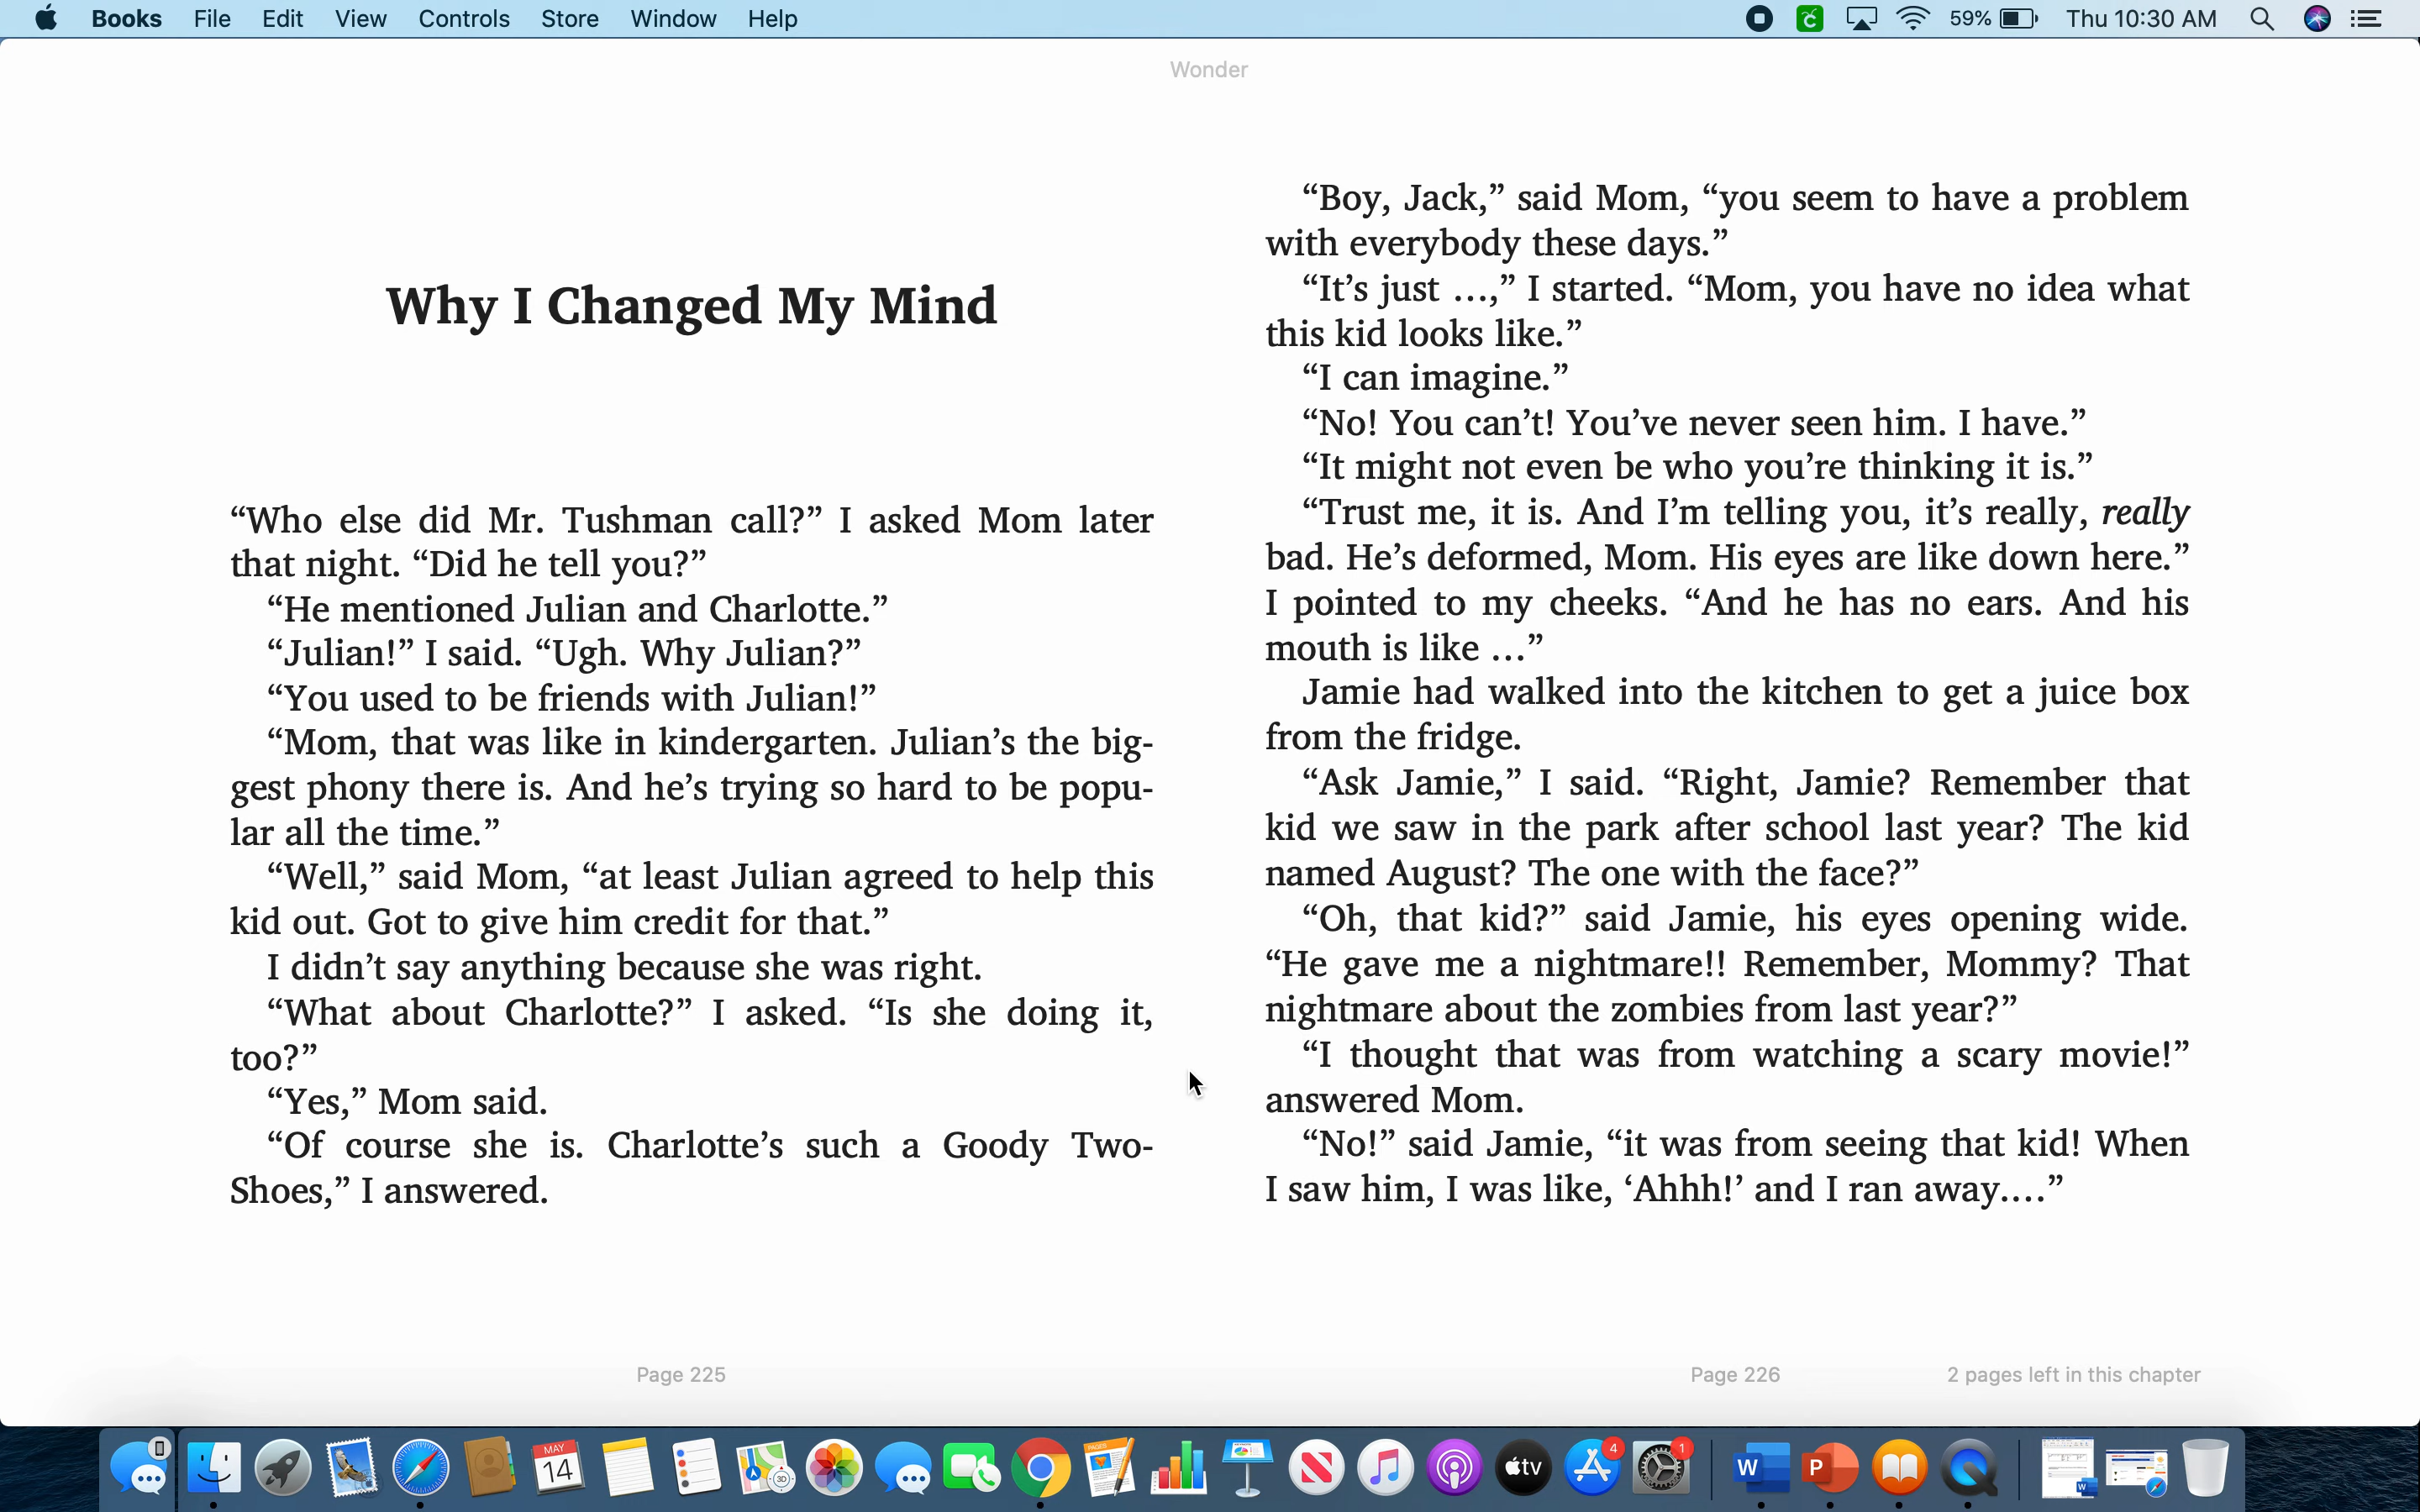 Books File Edit View Controls Store Window Help 59% Thu 10:30 AM
Wonder
Why I Changed My Mind
“Who else did Mr. Tushman call?” I asked Mom later
that night. “Did he tell you?”
“He mentioned Julian and Charlotte.”
“Julian!” I said. “Ugh. Why Julian?”
“You used to be friends with Julian!”
“Mom, that was like in kindergarten. Julian’s the big-
gest phony there is. And he’s trying so hard to be popu-
lar all the time.”
“Well,” said Mom, “at least Julian agreed to help this
kid out. Got to give him credit for that.”
I didn’t say anything because she was right.
“What about Charlotte?” I asked. “Is she doing it,
too?”
“Yes,” Mom said.
“Of course she is. Charlotte’s such a Goody Two-
Shoes,” I answered.
Page 225
“Boy, Jack,” said Mom, “you seem to have a problem
with everybody these days.”
“It’s just …,” I started. “Mom, you have no idea what
this kid looks like.”
“I can imagine.”
“No! You can’t! You’ve never seen him. I have.”
“It might not even be who you’re thinking it is.”
“Trust me, it is. And I’m telling you, it’s really, really
bad. He’s deformed, Mom. His eyes are like down here.”
I pointed to my cheeks. “And he has no ears. And his
mouth is like …”
Jamie had walked into the kitchen to get a juice box
from the fridge.
“Ask Jamie,” I said. “Right, Jamie? Remember that
kid we saw in the park after school last year? The kid
named August? The one with the face?”
“Oh, that kid?” said Jamie, his eyes opening wide.
“He gave me a nightmare!! Remember, Mommy? That
nightmare about the zombies from last year?”
“I thought that was from watching a scary movie!”
answered Mom.
“No!” said Jamie, “it was from seeing that kid! When
I saw him, I was like, ‘Ahhh!’ and I ran away.…”
Page 226 2 pages left in this chapter
MAY
14
3D
PAGES
tv
4
1
W
P
W